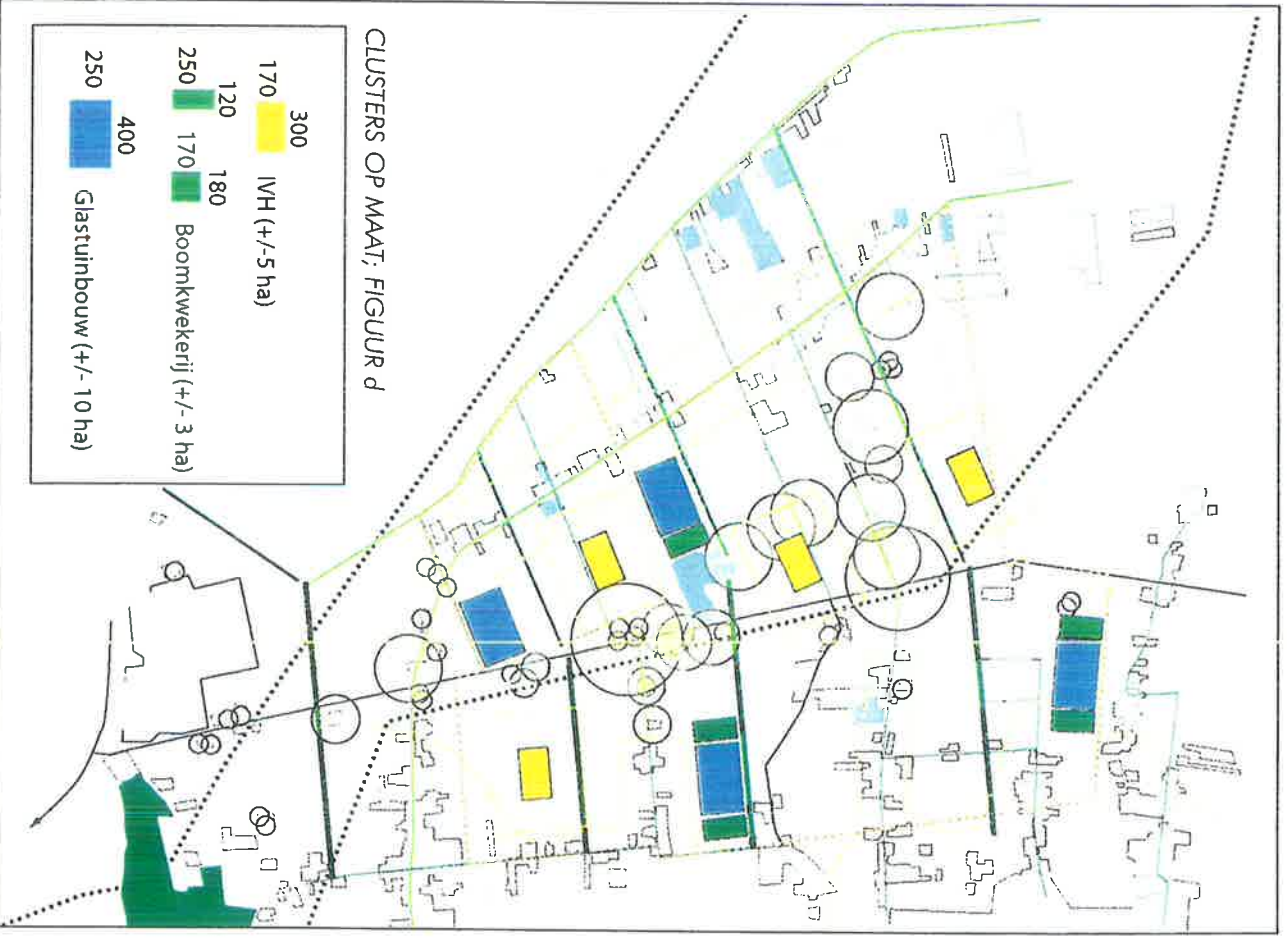 CLUSTERS OP MAAT; FIGUUR d
300
170 IVH (+/-5 ha)
120 180
250 170 Boomkwekerij (+/- 3 ha)
400
250 Glastuinbouw (+/- 10 ha)